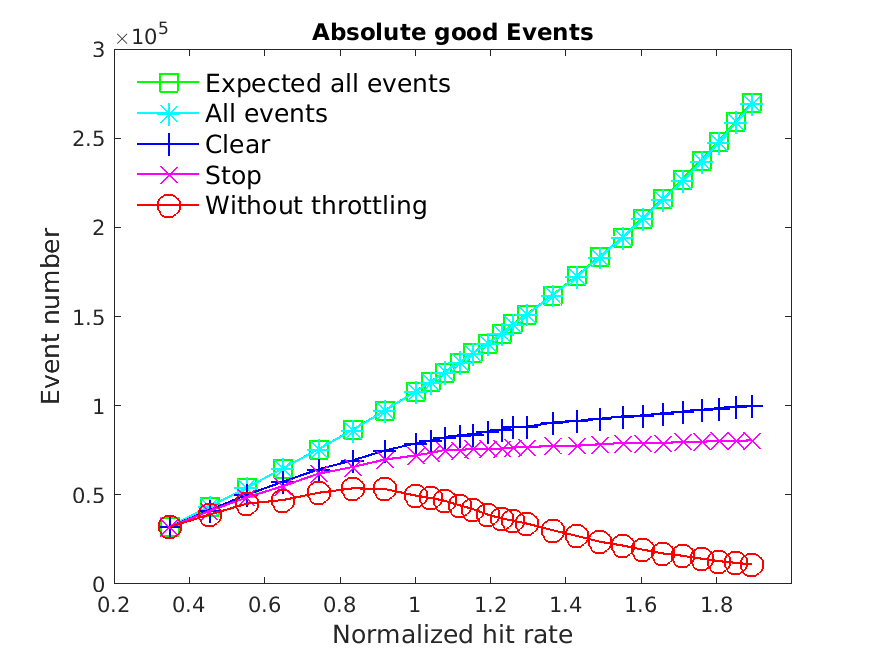 Absolute good Events
×10⁵
3
2.5
2
1.5
1
0.5
0
Event number
Expected all events
All events
Clear
Stop
Without throttling
0.2 0.4 0.6 0.8 1 1.2 1.4 1.6 1.8
Normalized hit rate